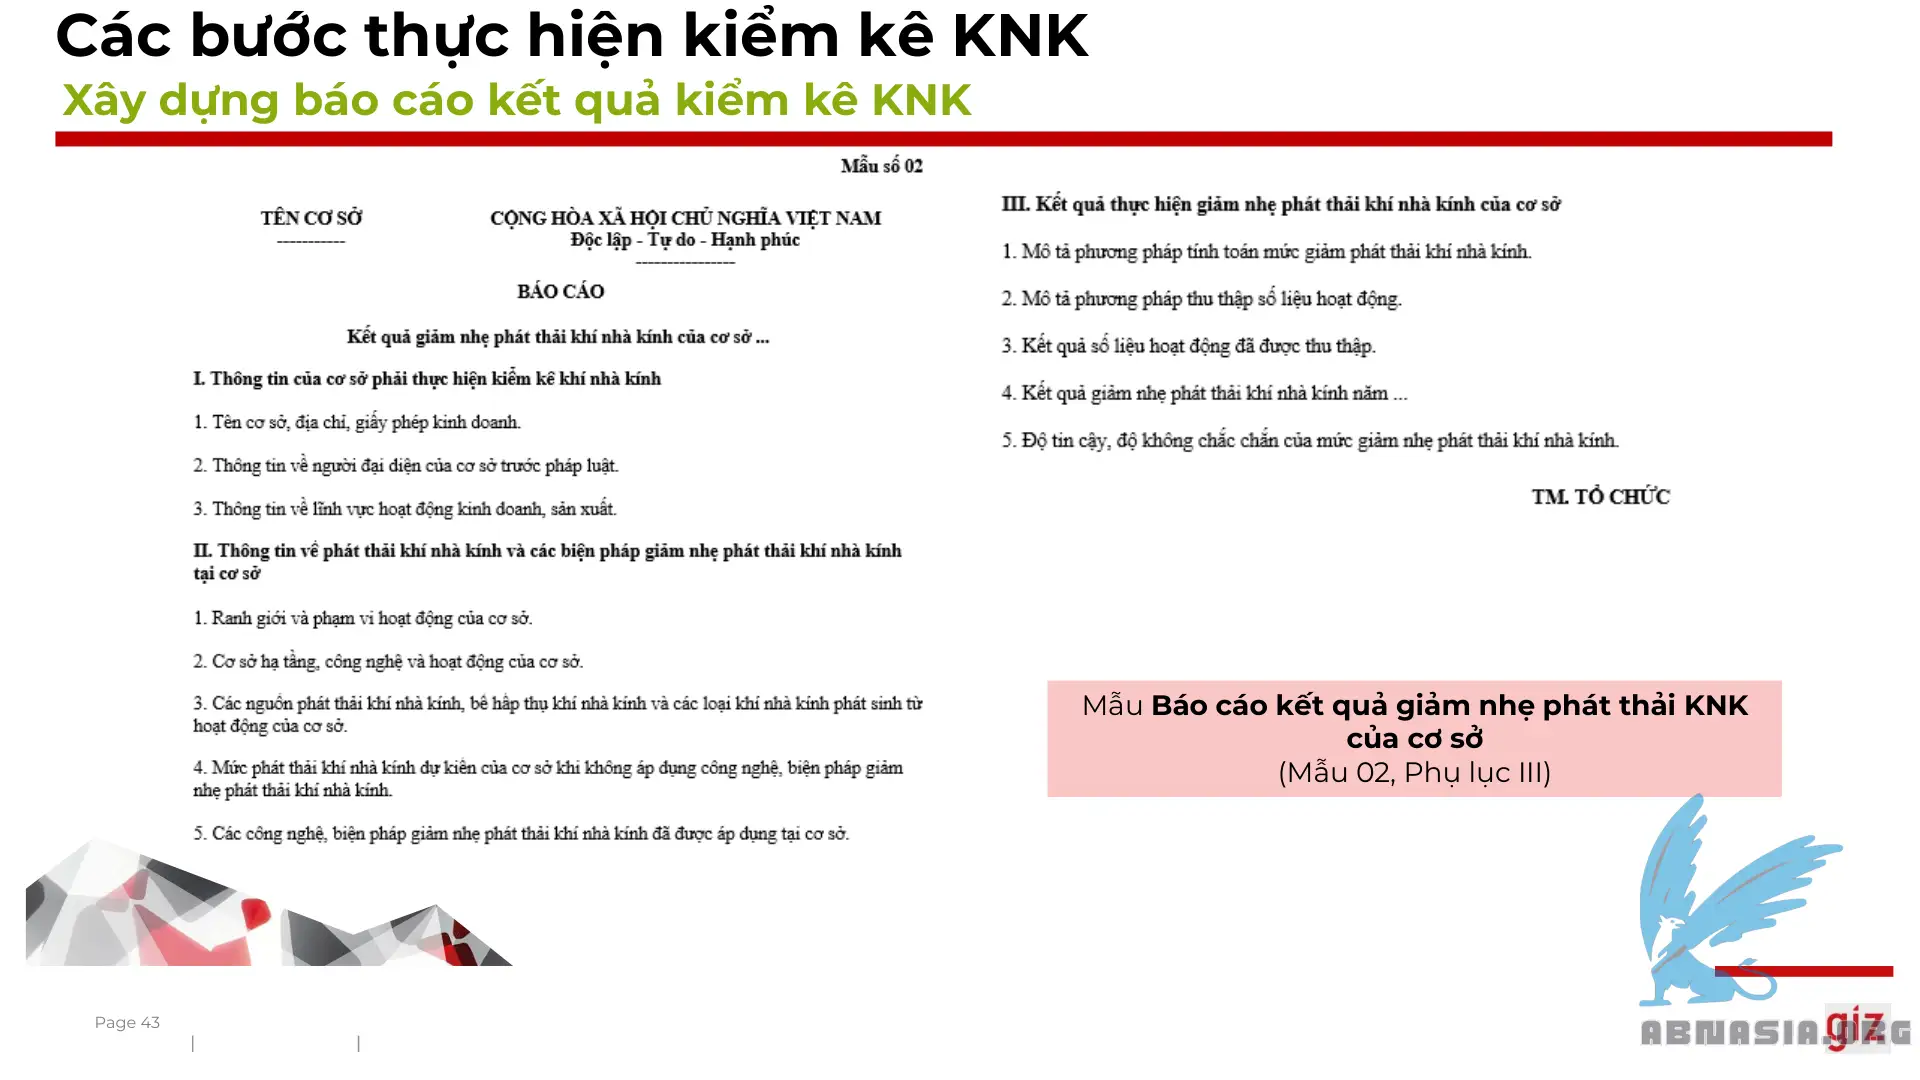 Các bước thực hiện kiểm kê KNK
Xây dựng báo cáo kết quả kiểm kê KNK
Mẫu số 02
TÊN CƠ SỞ
-----------
CỘNG HÒA XÃ HỘI CHỦ NGHĨA VIỆT NAM
Độc lập - Tự do - Hạnh phúc
----------------
BÁO CÁO
Kết quả giảm nhẹ phát thải khí nhà kính của cơ sở ...
I. Thông tin của cơ sở phải thực hiện kiểm kê khí nhà kính
1. Tên cơ sở, địa chỉ, giấy phép kinh doanh.
2. Thông tin về người đại diện của cơ sở trước pháp luật.
3. Thông tin về lĩnh vực hoạt động kinh doanh, sản xuất.
II. Thông tin về phát thải khí nhà kính và các biện pháp giảm nhẹ phát thải khí nhà kính
tại cơ sở
1. Ranh giới và phạm vi hoạt động của cơ sở.
2. Cơ sở hạ tầng, công nghệ và hoạt động của cơ sở.
3. Các nguồn phát thải khí nhà kính, bể hấp thụ khí nhà kính và các loại khí nhà kính phát sinh từ
hoạt động của cơ sở.
4. Mức phát thải khí nhà kính dự kiến của cơ sở khi không áp dụng công nghệ, biện pháp giảm
nhẹ phát thải khí nhà kính.
5. Các công nghệ, biện pháp giảm nhẹ phát thải khí nhà kính đã được áp dụng tại cơ sở.
III. Kết quả thực hiện giảm nhẹ phát thải khí nhà kính của cơ sở
1. Mô tả phương pháp tính toán mức giảm phát thải khí nhà kính.
2. Mô tả phương pháp thu thập số liệu hoạt động.
3. Kết quả số liệu hoạt động đã được thu thập.
4. Kết quả giảm nhẹ phát thải khí nhà kính năm ...
5. Độ tin cậy, độ không chắc chắn của mức giảm nhẹ phát thải khí nhà kính.
TM. TỔ CHỨC
Mẫu Báo cáo kết quả giảm nhẹ phát thải KNK
của cơ sở
(Mẫu 02, Phụ lục III)
Page 43
| |
giz
ABNASIA.ORG